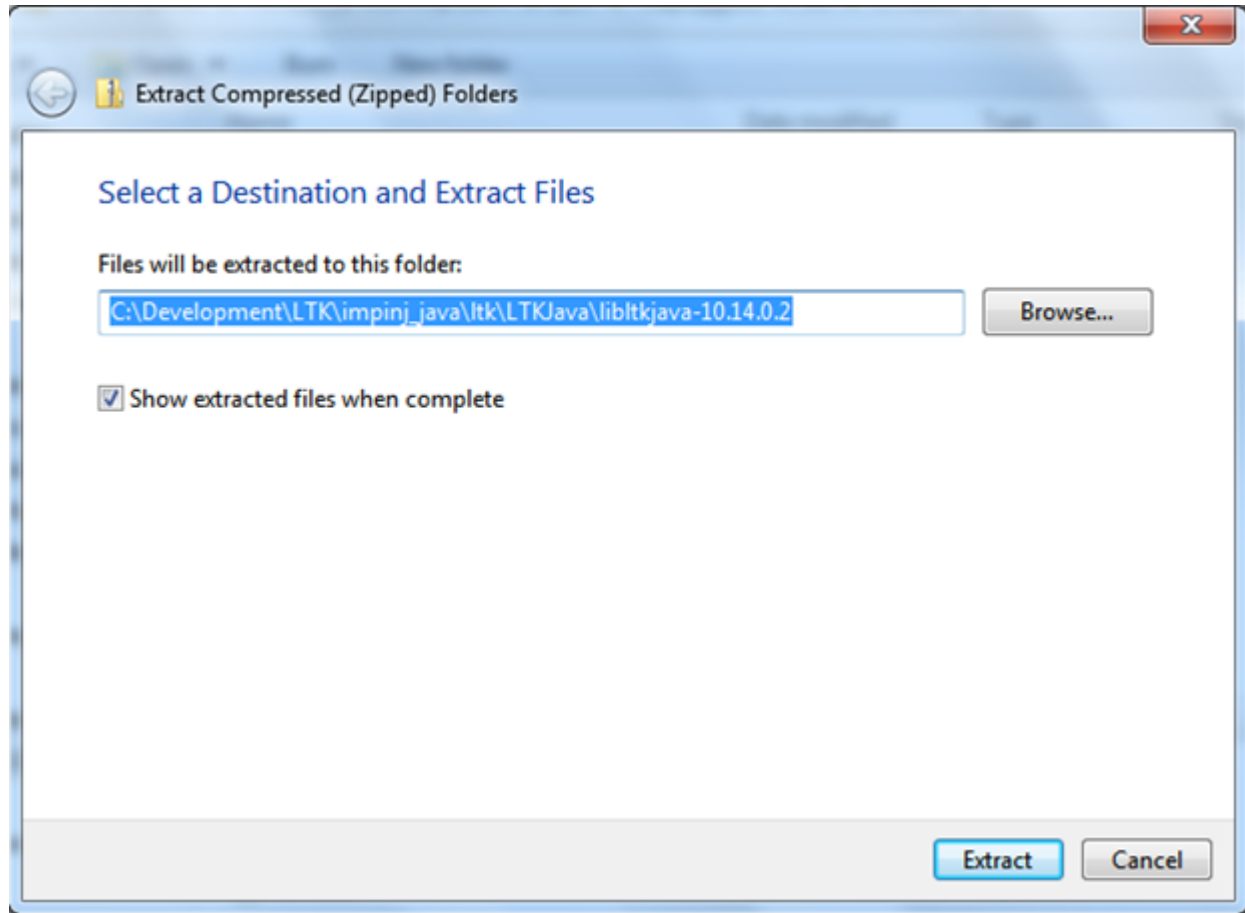 Extract Compressed (Zipped) Folders
Select a Destination and Extract Files
Files will be extracted to this folder:
C:\Development\LTK\impinj_java\ltk\LTKJava\libltkjava-10.14.0.2
Browse...
Show extracted files when complete
Extract
Cancel